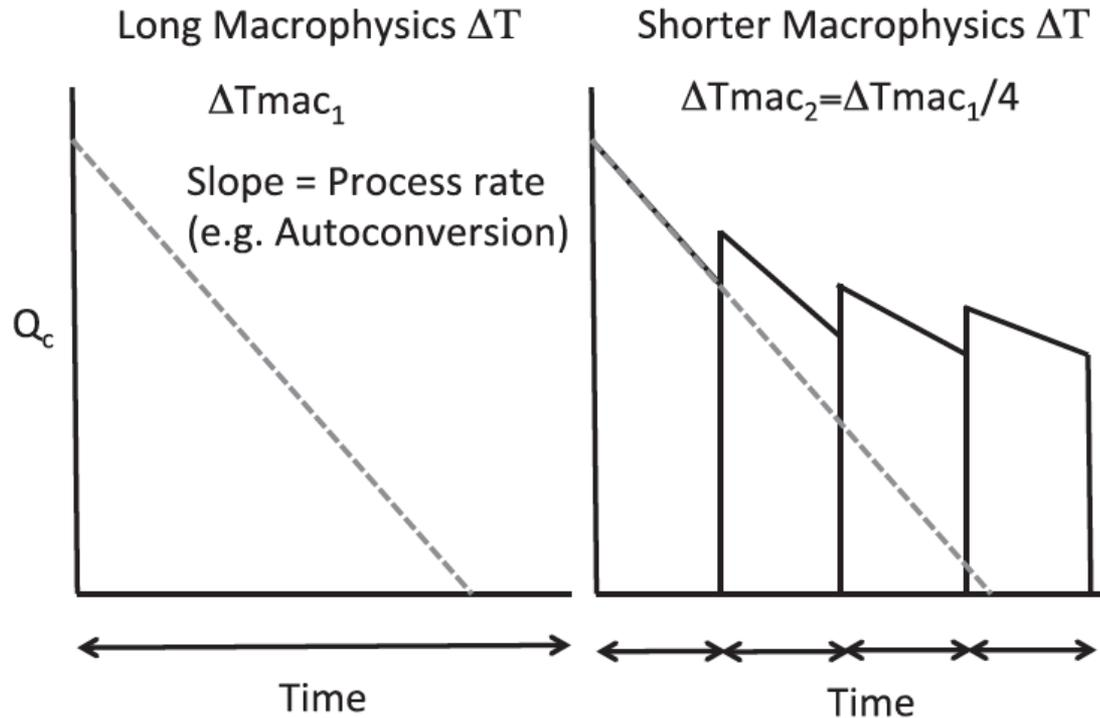 Long Macrophysics ΔT
ΔTmac₁
Slope = Process rate
(e.g. Autoconversion)
Q꜀
Time
Shorter Macrophysics ΔT
ΔTmac₂=ΔTmac₁/4
Time